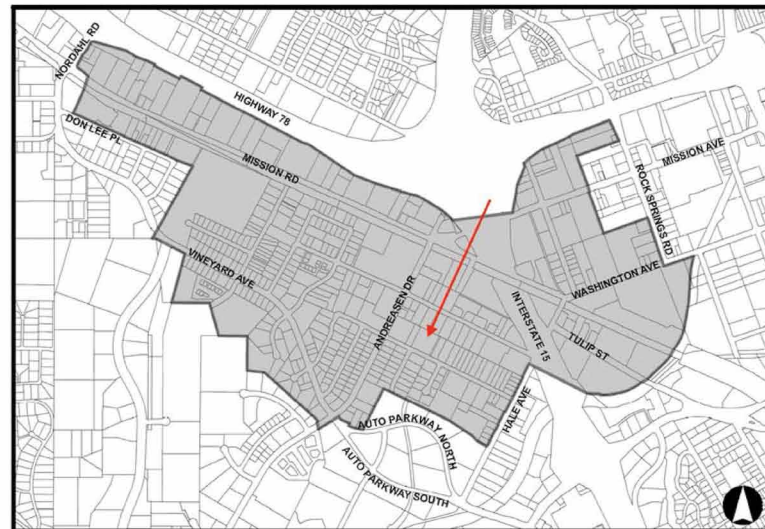 NORDAHL RD
HIGHWAY 78
DON LEE PL
MISSION RD
MISSION AVE
ROCK SPRINGS RD
VINEYARD AVE
ANDREASEN DR
WASHINGTON AVE
INTERSTATE 15
TULIP ST
HALE AVE
AUTO PARKWAY NORTH
AUTO PARKWAY SOUTH